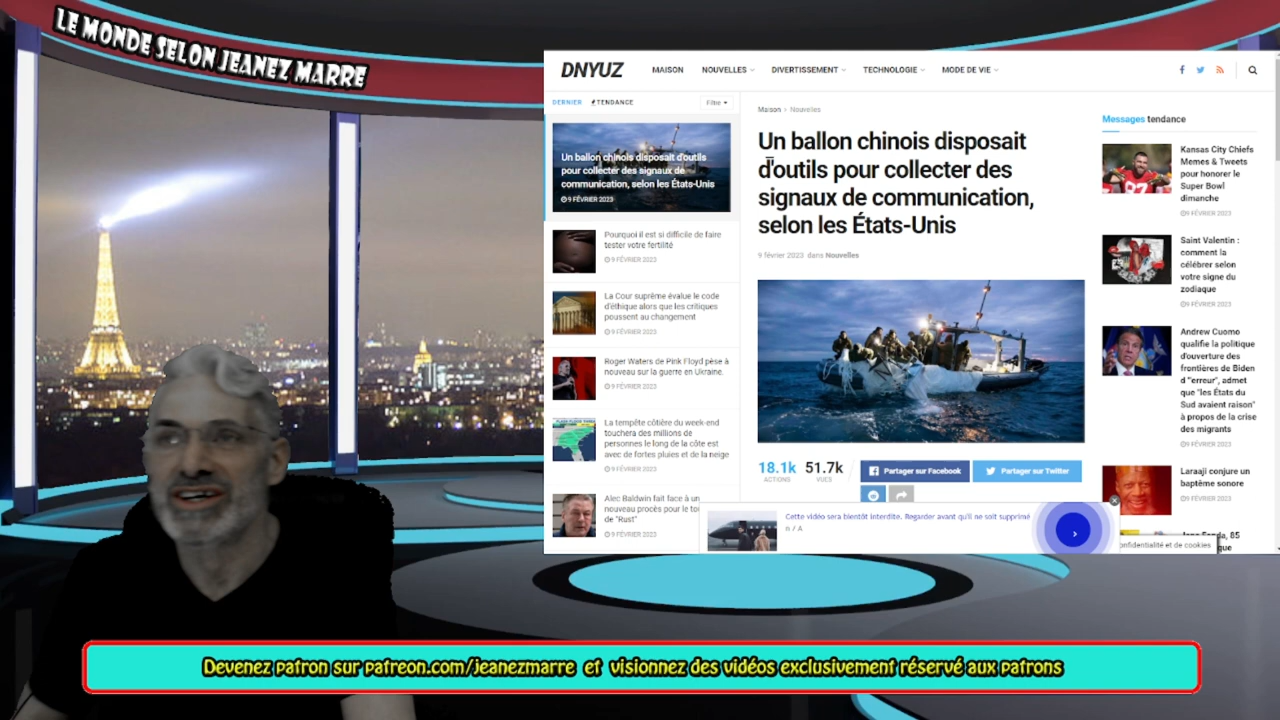 LE MONDE SELON JEANEZ MARRE
DNYUZ
MAISON NOUVELLES DIVERTISSEMENT TECHNOLOGIE MODE DE VIE
DERNIER TENDANCE Filtre
Un ballon chinois disposait d'outils
pour collecter des signaux de
communication, selon les États-Unis
9 FÉVRIER 2023
Pourquoi il est si difficile de faire
tester votre fertilité
9 FÉVRIER 2023
La Cour suprême évalue le code
d'éthique alors que les critiques
poussent au changement
9 FÉVRIER 2023
Roger Waters de Pink Floyd pèse à
nouveau sur la guerre en Ukraine.
9 FÉVRIER 2023
La tempête côtière du week-end
touchera des millions de
personnes le long de la côte est
avec de fortes pluies et de la neige
9 FÉVRIER 2023
Alec Baldwin fait face à un
nouveau procès pour le to
de "Rust"
9 FÉVRIER 2023
Maison > Nouvelles
Un ballon chinois disposait
d'outils pour collecter des
signaux de communication,
selon les États-Unis
9 février 2023 dans Nouvelles
18.1k 51.7k
ACTIONS VUES
Partager sur Facebook Partager sur Twitter
Cette vidéo sera bientôt interdite. Regarder avant qu'il ne soit supprimé
n / A
Messages tendance
Kansas City Chiefs
Memes & Tweets
pour honorer le
Super Bowl
dimanche
9 FÉVRIER 2023
Saint Valentin :
comment la
célébrer selon
votre signe du
zodiaque
9 FÉVRIER 2023
Andrew Cuomo
qualifie la politique
d'ouverture des
frontières de Biden
d "erreur", admet
que "les États du
Sud avaient raison"
à propos de la crise
des migrants
9 FÉVRIER 2023
Laraaji conjure un
baptême sonore
9 FÉVRIER 2023
da, 85
gue
onfidentialité et de cookies
Devenez patron sur patreon.com/jeanezmarre et visionnez des vidéos exclusivement réservé aux patrons